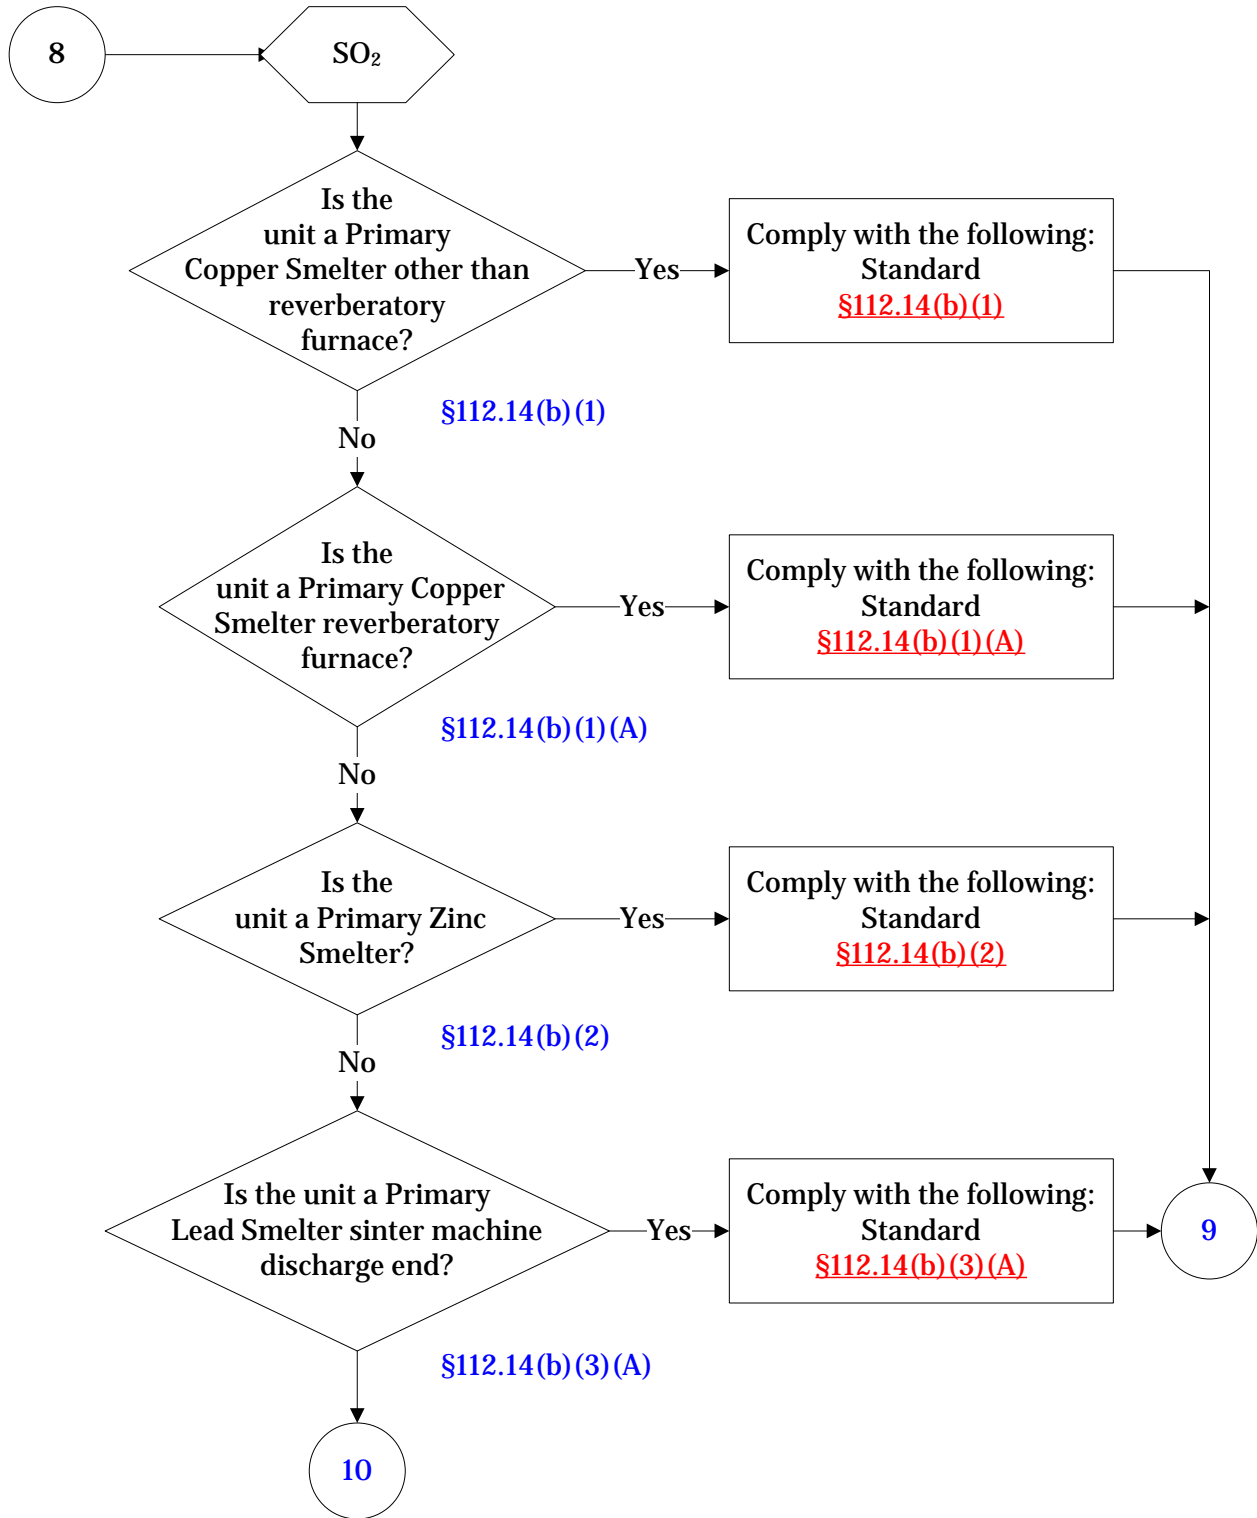 8
SO₂
Is the
unit a Primary
Copper Smelter other than
reverberatory
furnace?
Yes
Comply with the following:
Standard
§112.14(b)(1)
§112.14(b)(1)
No
Is the
unit a Primary Copper
Smelter reverberatory
furnace?
Yes
Comply with the following:
Standard
§112.14(b)(1)(A)
§112.14(b)(1)(A)
No
Is the
unit a Primary Zinc
Smelter?
Yes
Comply with the following:
Standard
§112.14(b)(2)
§112.14(b)(2)
No
Is the unit a Primary
Lead Smelter sinter machine
discharge end?
Yes
Comply with the following:
Standard
§112.14(b)(3)(A)
9
§112.14(b)(3)(A)
10